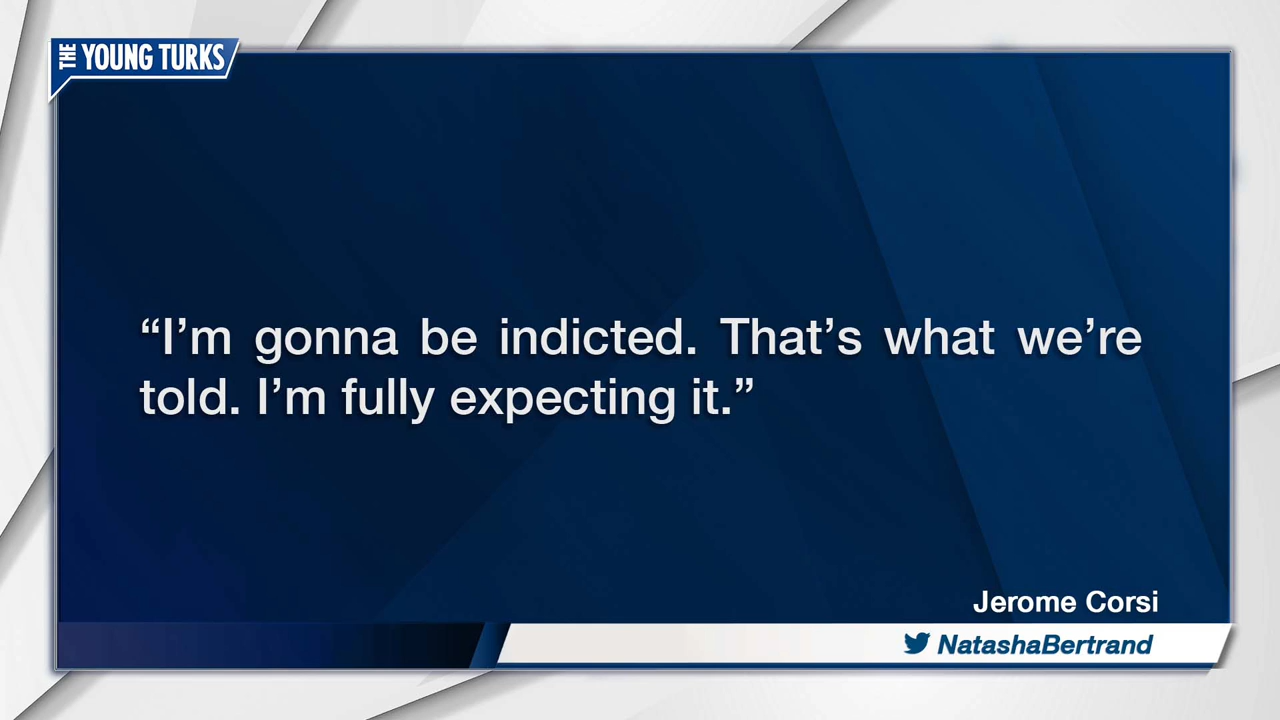 THE YOUNG TURKS
“I’m gonna be indicted. That’s what we’re
told. I’m fully expecting it.”
Jerome Corsi
NatashaBertrand